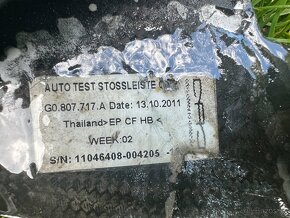 AUTO TEST STOSSLEISTE
G0.807.717.A Date: 13.10.2011
Thailand>EP CF HB<
WEEK:02
S/N: 11046408-004205 -